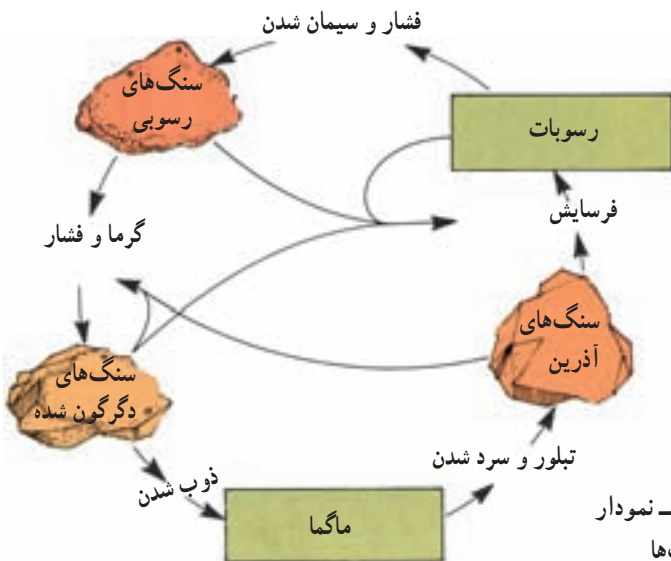 فشار و سیمان شدن
سنگ‌های
رسوبی
رسوبات
فرسایش
گرما و فشار
سنگ‌های
آذرین
سنگ‌های
دگرگون شده
تبلور و سرد شدن
ذوب شدن
ماگما
ـ نمودار